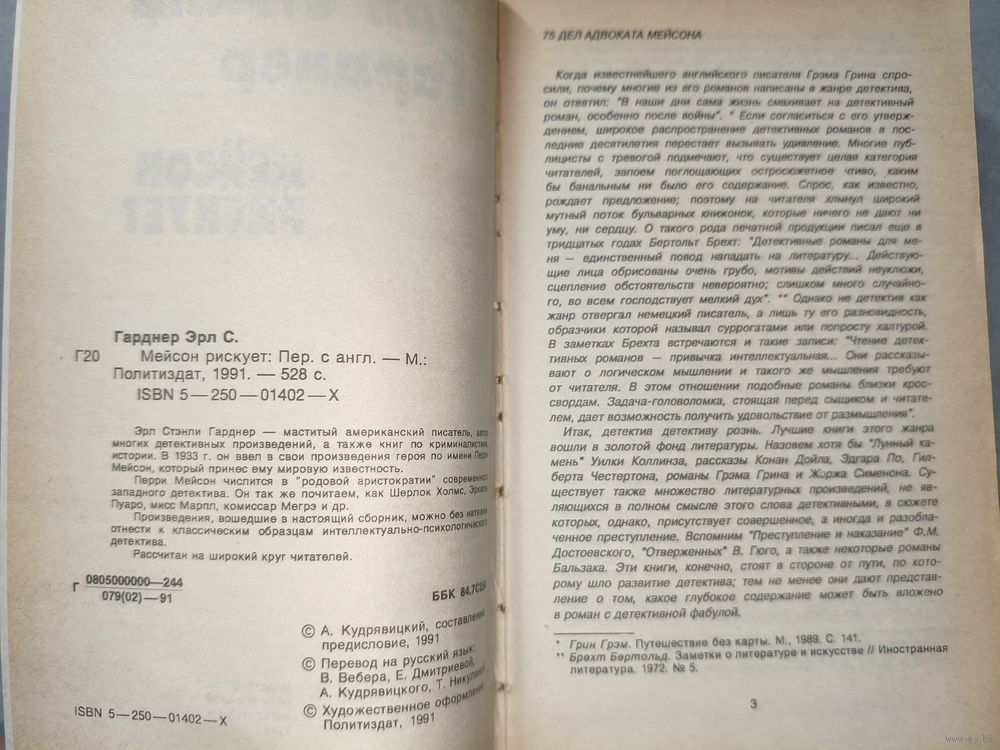 Гарднер Эрл С.
Г20 Мейсон рискует: Пер. с англ. — М.:
Политиздат, 1991. — 528 с.
ISBN 5—250—01402—X
Эрл Стэнли Гарднер — маститый американский писатель, автор
многих детективных произведений, а также книг по криминалистике,
истории. В 1933 г. он ввел в свои произведения героя по имени Перри
Мейсон, который принес ему мировую известность.
Перри Мейсон числится в "родовой аристократии" современного
западного детектива. Он так же почитаем, как Шерлок Холмс, Эркюль
Пуаро, мисс Марпл, комиссар Мегрэ и др.
Произведения, вошедшие в настоящий сборник, можно без натяжки
отнести к классическим образцам интеллектуально-психологического
детектива.
Рассчитан на широкий круг читателей.
Г 0805000000—244
079(02)—91
ББК 84.7США
© А. Кудрявицкий, составление,
предисловие, 1991
© Перевод на русский язык.
В. Вебера, Е. Дмитриевой,
А. Кудрявицкого, Т. Никулиной
© Художественное оформление.
Политиздат, 1991
ISBN 5—250—01402—X
75 ДЕЛ АДВОКАТА МЕЙСОНА
Когда известнейшего английского писателя Грэма Грина спро-
сили, почему многие из его романов написаны в жанре детектива,
он ответил: "В наши дни сама жизнь смахивает на детективный
роман, особенно после войны". * Если согласиться с его утверж-
дением, широкое распространение детективных романов в пос-
ледние десятилетия перестает вызывать удивление. Многие пуб-
лицисты с тревогой подмечают, что существует целая категория
читателей, запоем поглощающих остросюжетное чтиво, каким
бы банальным ни было его содержание. Спрос, как известно,
рождает предложение; поэтому на читателя хлынул широкий
мутный поток бульварных книжонок, которые ничего не дают ни
уму, ни сердцу. О такого рода печатной продукции писал еще в
тридцатых годах Бертольт Брехт: "Детективные романы для ме-
ня — единственный повод нападать на литературу... Действую-
щие лица обрисованы очень грубо, мотивы действий неуклюжи,
сцепление обстоятельств невероятно; слишком много случайно-
го, во всем господствует мелкий дух". ** Однако не детектив как
жанр отвергал немецкий писатель, а лишь ту его разновидность,
образчики которой называл суррогатами или попросту халтурой.
В заметках Брехта встречаются и такие записи: "Чтение детек-
тивных романов — привычка интеллектуальная... Они рассказы-
вают о логическом мышлении и такого же мышления требуют
от читателя. В этом отношении подобные романы близки крос-
свордам. Задача-головоломка, стоящая перед сыщиком и читате-
лем, дает возможность получить удовольствие от размышления".
Итак, детектив детективу рознь. Лучшие книги этого жанра
вошли в золотой фонд литературы. Назовем хотя бы "Лунный ка-
мень" Уилки Коллинза, рассказы Конан Дойла, Эдгара По, Гил-
берта Честертона, романы Грэма Грина и Жоржа Сименона. Су-
ществует также множество литературных произведений, не яв-
ляющихся в полном смысле этого слова детективными, в сюжете
которых, однако, присутствует совершенное, а иногда и разобла-
ченное преступление. Вспомним "Преступление и наказание" Ф.М.
Достоевского, "Отверженных" В. Гюго, а также некоторые романы
Бальзака. Эти книги, конечно, стоят в стороне от пути, по кото-
рому шло развитие детектива; тем не менее они дают представ-
ление о том, какое глубокое содержание может быть вложено
в роман с детективной фабулой.
* Грин Грэм. Путешествие без карты. М., 1989. С. 141.
** Брехт Бертольд. Заметки о литературе и искусстве // Иностранная
литература. 1972. № 5.
3
www.ay.by